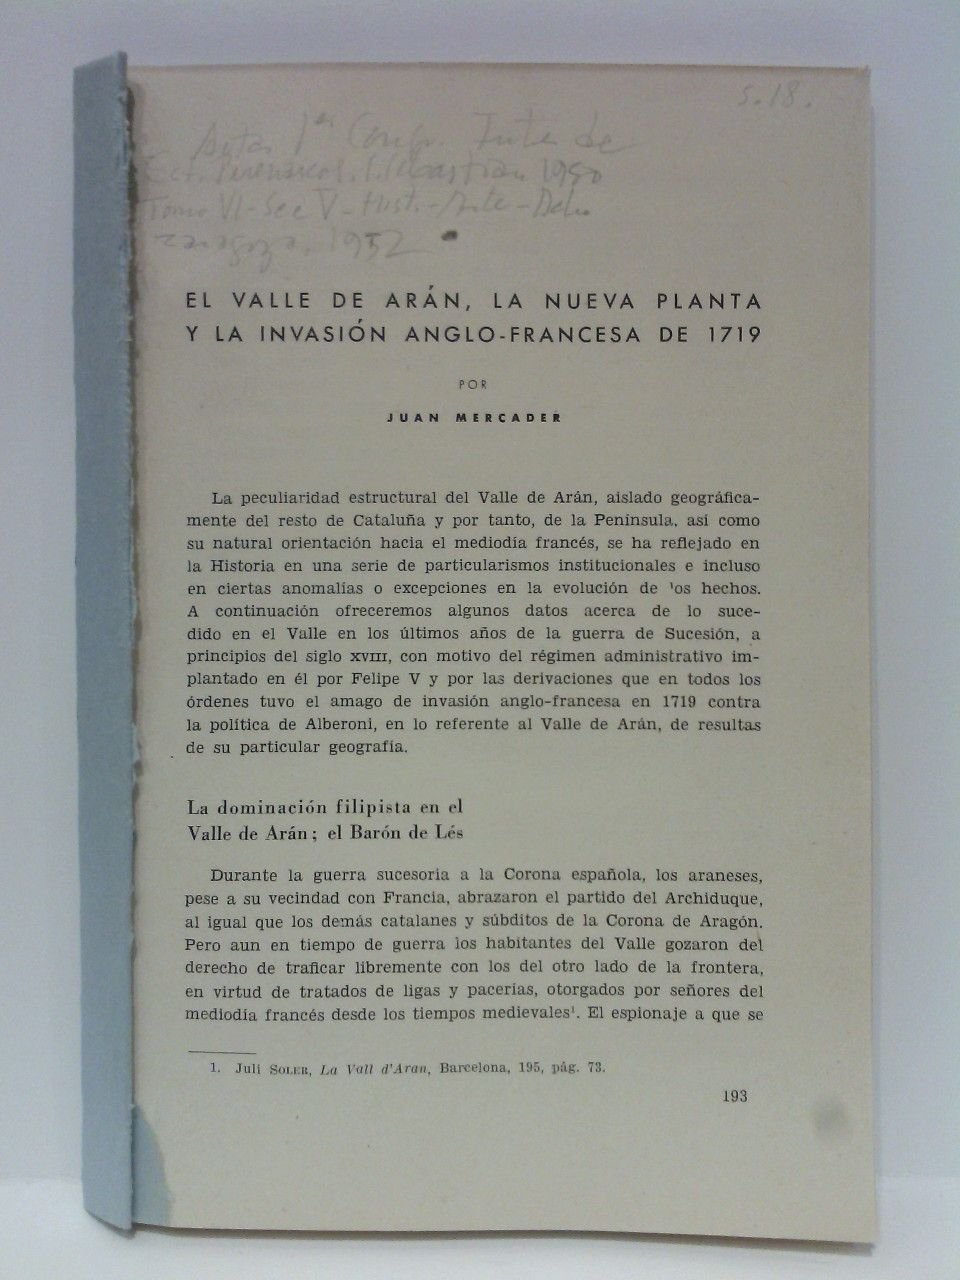 S.18.
Actas 1er Congr. Inter. de
Est. Pirenaicos. S. Sebastian 1950
Tomo VI - Sec V - Hist. - Arte -
Zaragoza, 1952
EL VALLE DE ARÁN, LA NUEVA PLANTA
Y LA INVASIÓN ANGLO-FRANCESA DE 1719
POR
JUAN MERCADER
La peculiaridad estructural del Valle de Arán, aislado geográfica-
mente del resto de Cataluña y por tanto, de la Península, así como
su natural orientación hacia el mediodía francés, se ha reflejado en
la Historia en una serie de particularismos institucionales e incluso
en ciertas anomalías o excepciones en la evolución de 'os hechos.
A continuación ofreceremos algunos datos acerca de lo suce-
dido en el Valle en los últimos años de la guerra de Sucesión, a
principios del siglo XVIII, con motivo del régimen administrativo im-
plantado en él por Felipe V y por las derivaciones que en todos los
órdenes tuvo el amago de invasión anglo-francesa en 1719 contra
la política de Alberoni, en lo referente al Valle de Arán, de resultas
de su particular geografía.
La dominación filipista en el
Valle de Arán; el Barón de Lés
Durante la guerra sucesoria a la Corona española, los araneses,
pese a su vecindad con Francia, abrazaron el partido del Archiduque,
al igual que los demás catalanes y súbditos de la Corona de Aragón.
Pero aun en tiempo de guerra los habitantes del Valle gozaron del
derecho de traficar libremente con los del otro lado de la frontera,
en virtud de tratados de ligas y pacerías, otorgados por señores del
mediodía francés desde los tiempos medievales¹. El espionaje a que se
1. Juli SOLER, La Vall d'Aran, Barcelona, 195, pág. 73.
193